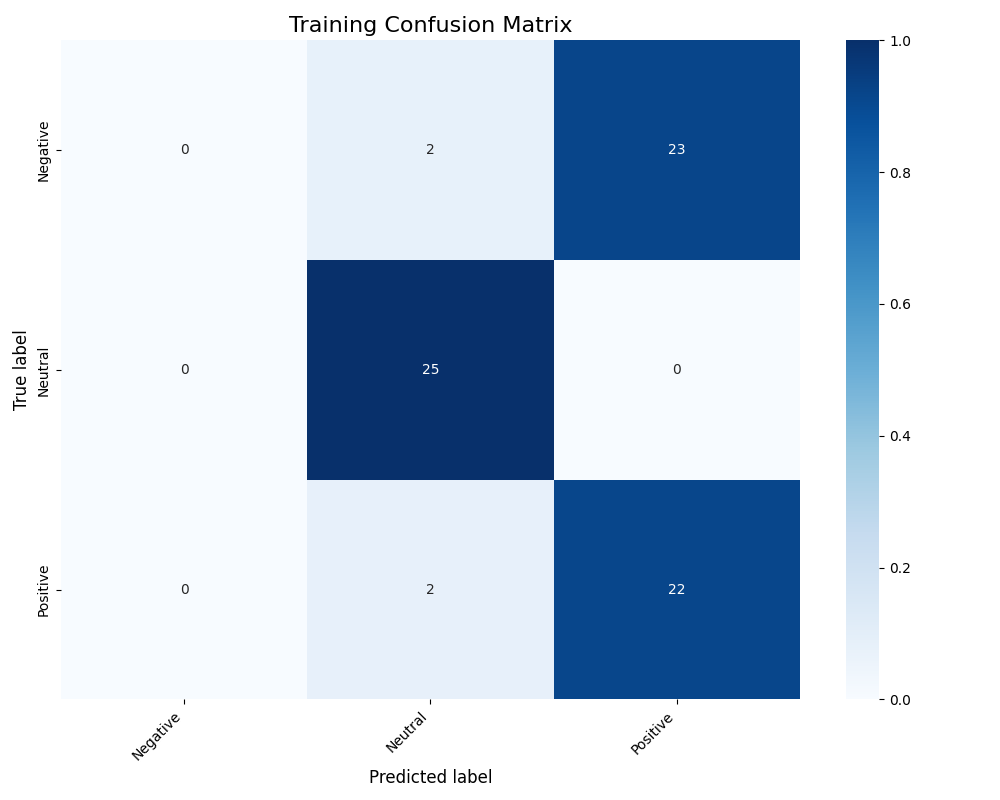 Training Confusion Matrix
True label
Negative
0
2
23
Neutral
0
25
0
Positive
0
2
22
Negative
Neutral
Positive
Predicted label
1.0
0.8
0.6
0.4
0.2
0.0